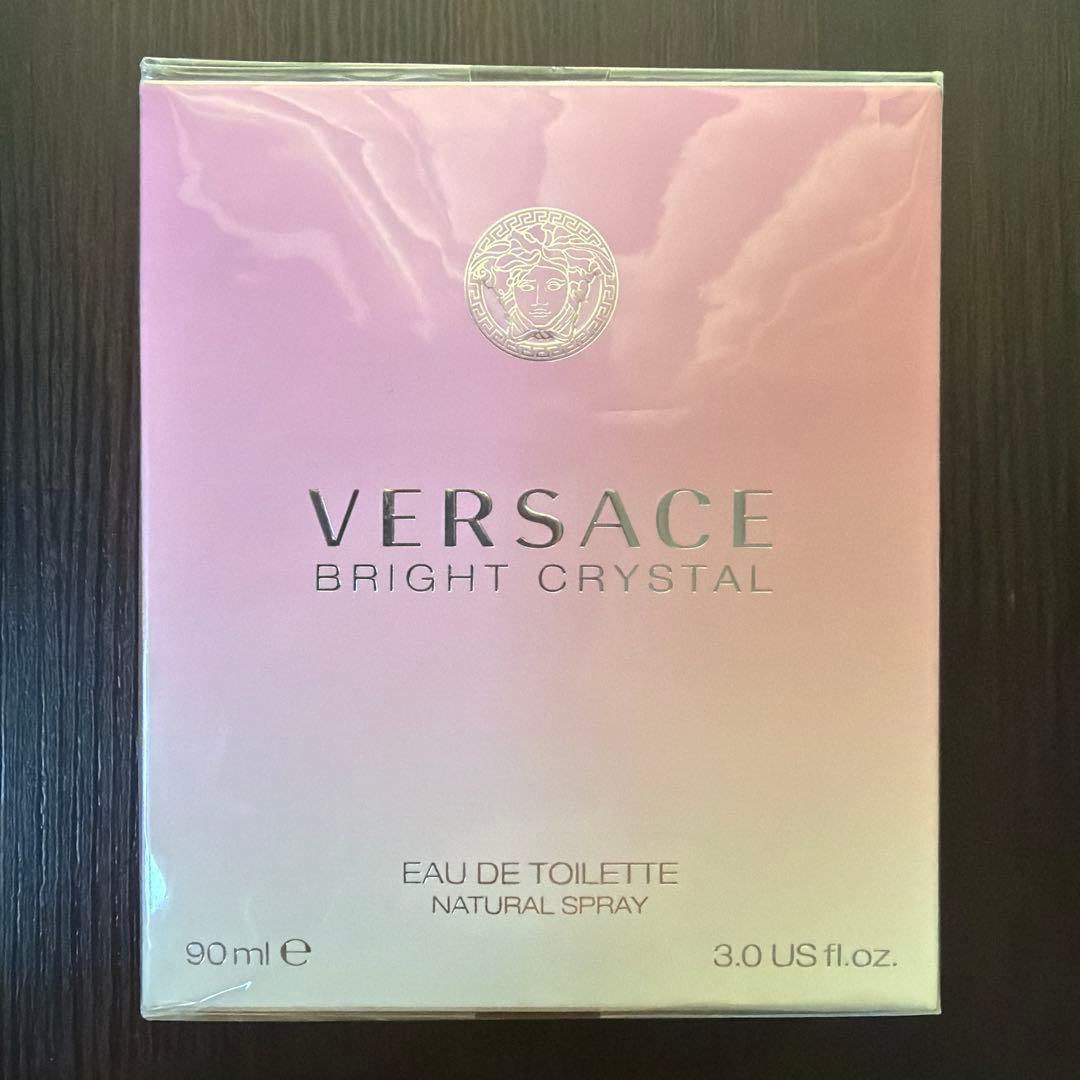 VERSACE
BRIGHT CRYSTAL
EAU DE TOILETTE
NATURAL SPRAY
90 ml ℮
3.0 US fl.oz.